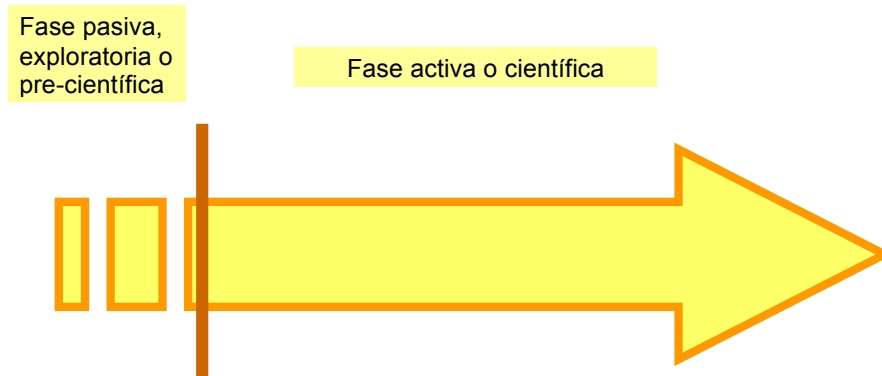 Fase pasiva,
exploratoria o
pre-científica
Fase activa o científica